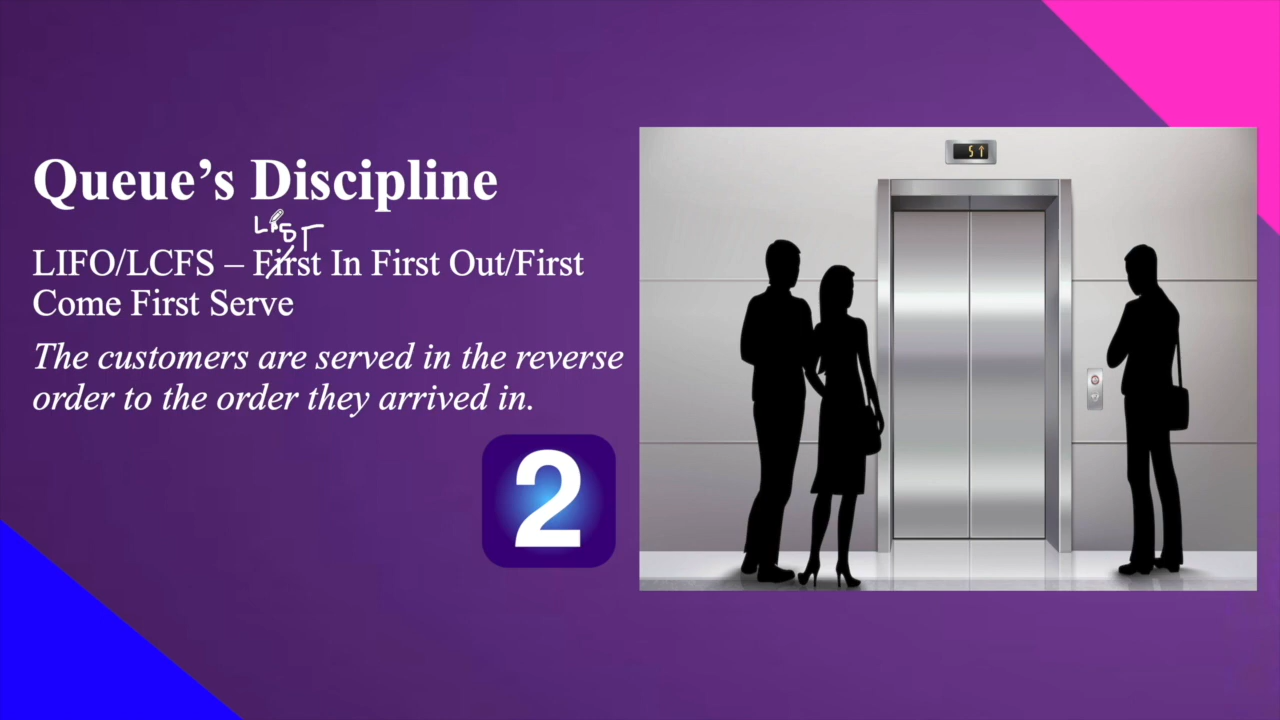 Queue’s Discipline
LAST
LIFO/LCFS – First In First Out/First
Come First Serve
The customers are served in the reverse
order to the order they arrived in.
2
5↑